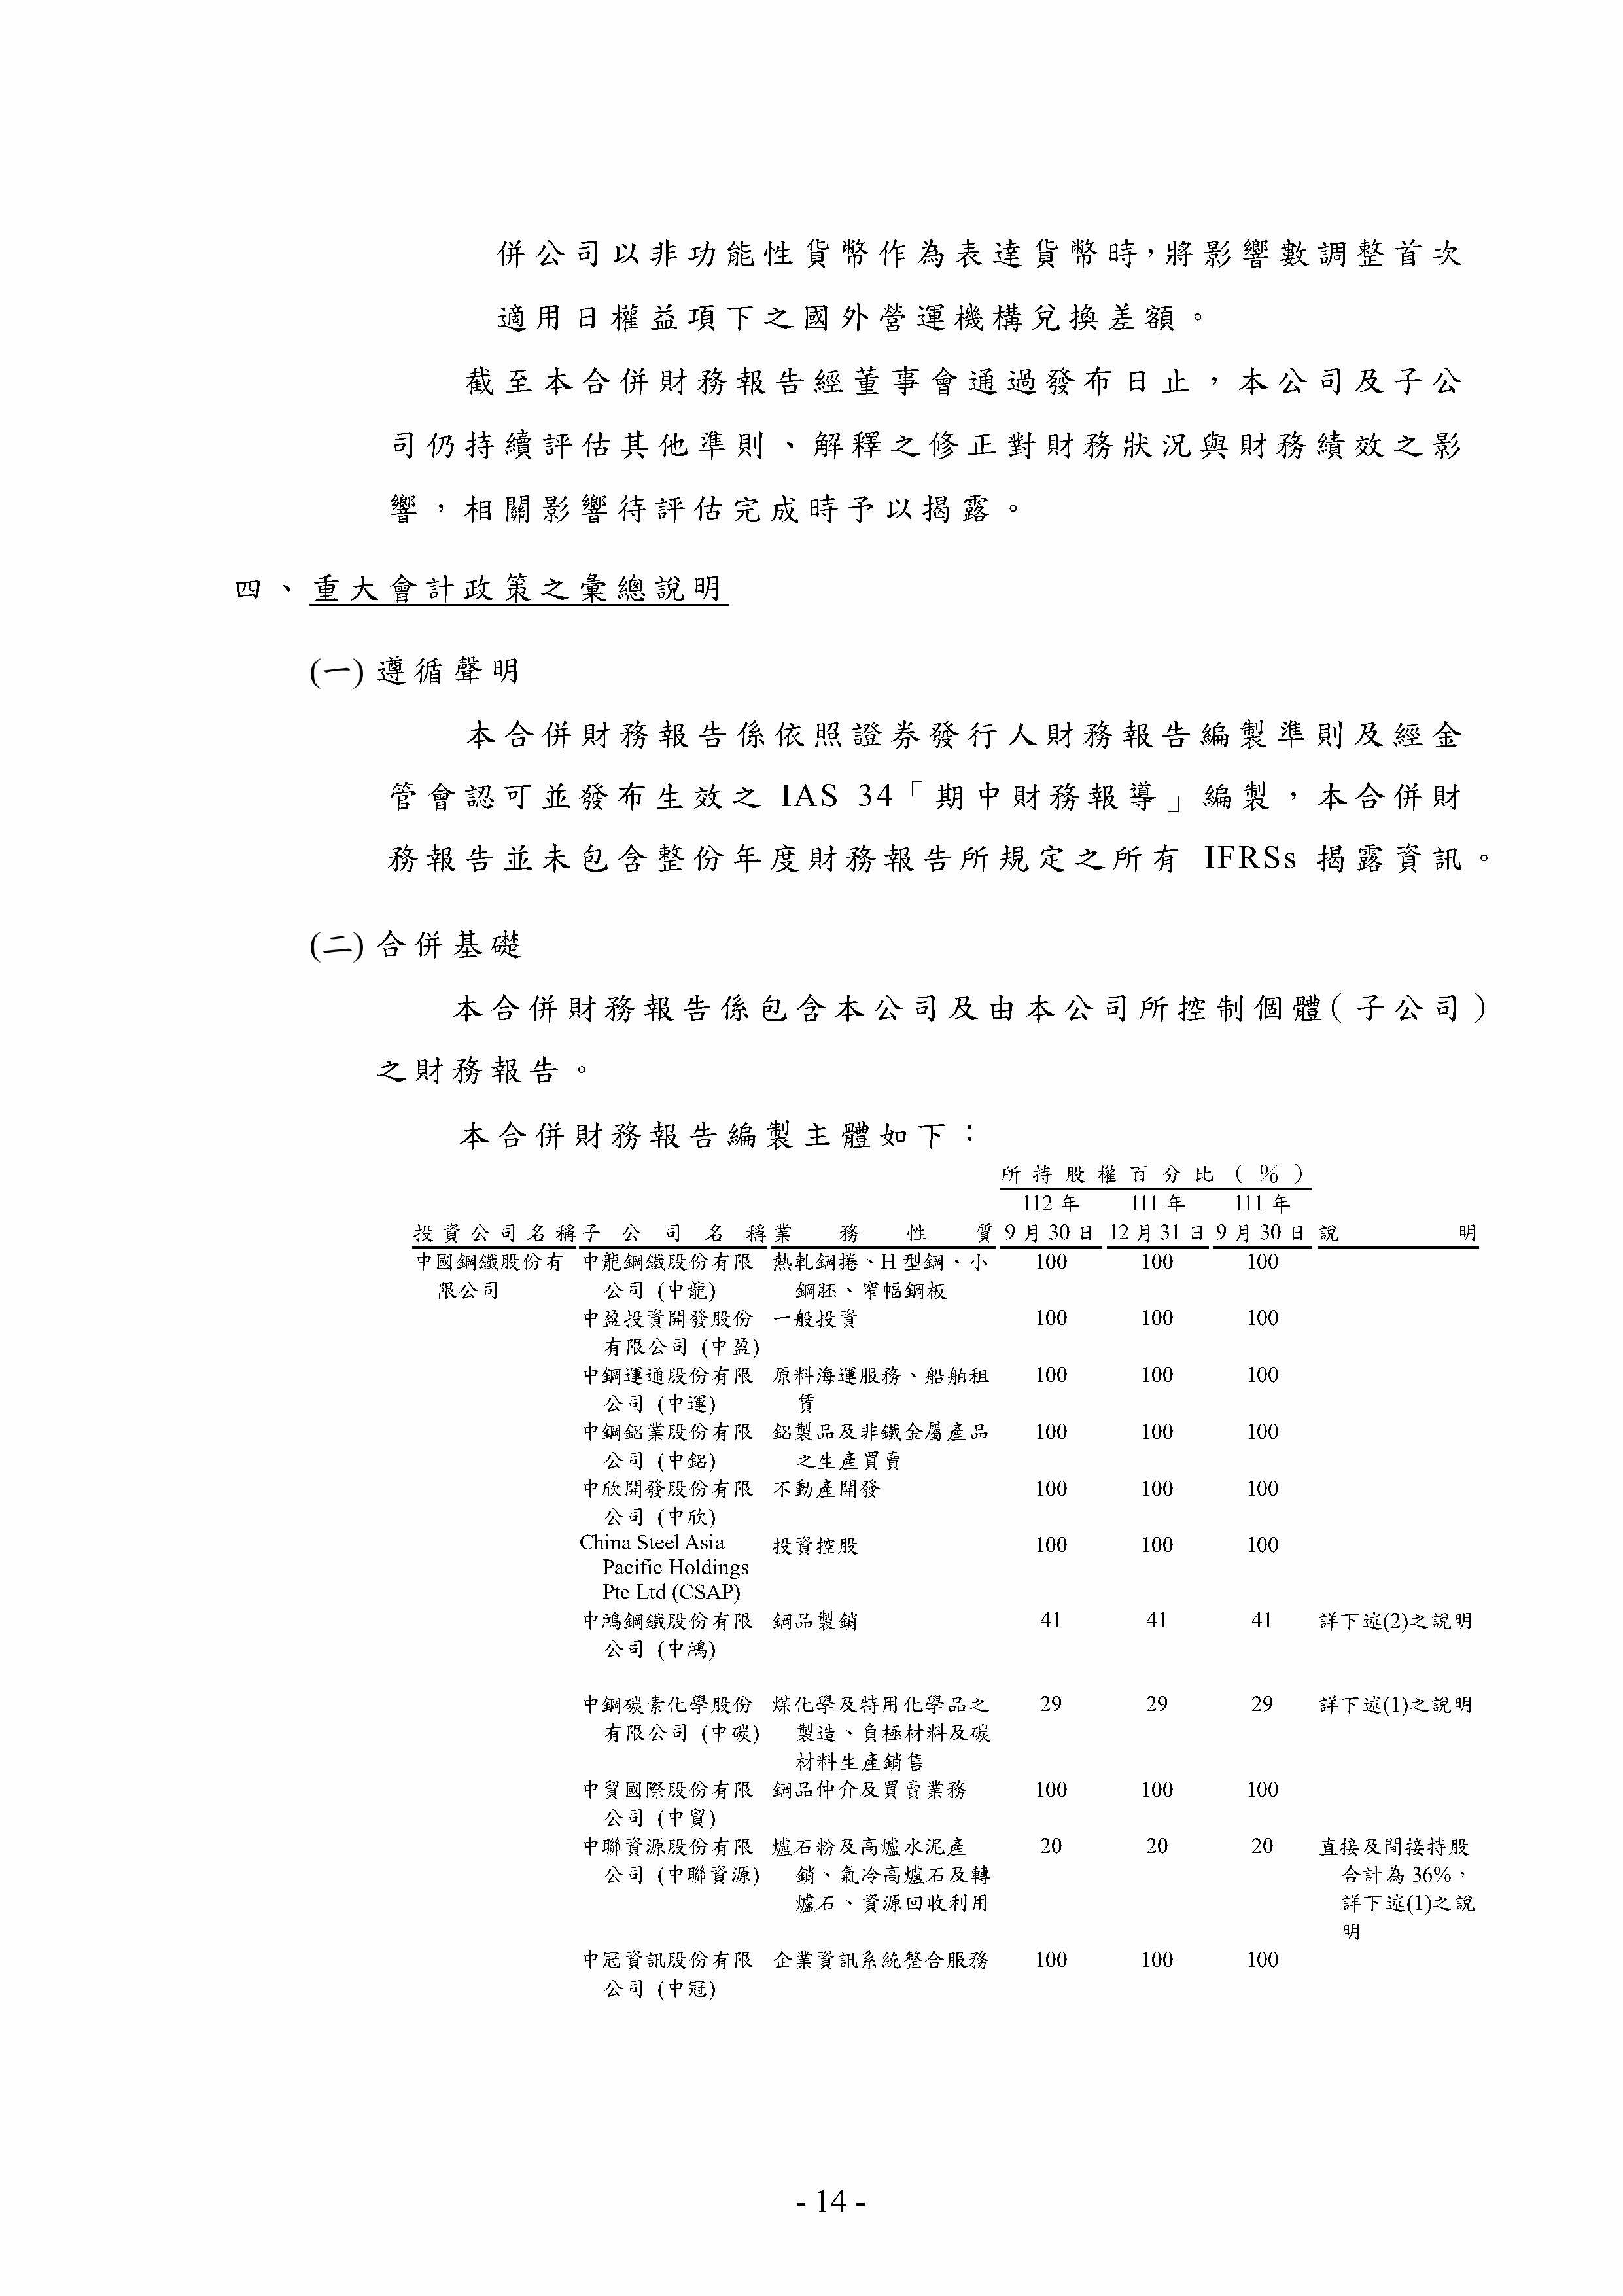 併公司以非功能性貨幣作為表達貨幣時，將影響數調整首次
適用日權益項下之國外營運機構兌換差額。
截至本合併財務報告經董事會通過發布日止，本公司及子公
司仍持續評估其他準則、解釋之修正對財務狀況與財務績效之影
響，相關影響待評估完成時予以揭露。
四、重大會計政策之彙總說明
(一) 遵循聲明
本合併財務報告係依照證券發行人財務報告編製準則及經金
管會認可並發布生效之 IAS 34「期中財務報導」編製，本合併財
務報告並未包含整份年度財務報告所規定之所有 IFRSs 揭露資訊。
(二) 合併基礎
本合併財務報告係包含本公司及由本公司所控制個體(子公司)
之財務報告。
本合併財務報告編製主體如下：
所持股權百分比（%）
112年 111年 111年
投資公司名稱 子公司名稱 業務性質 9月30日 12月31日 9月30日 說明
中國鋼鐵股份有 中龍鋼鐵股份有限 熱軋鋼捲、H型鋼、小 100 100 100
限公司 公司 (中龍) 鋼胚、窄幅鋼板
中盈投資開發股份 一般投資 100 100 100
有限公司 (中盈)
中鋼運通股份有限 原料海運服務、船舶租 100 100 100
公司 (中運) 賃
中鋼鋁業股份有限 鋁製品及非鐵金屬產品 100 100 100
公司 (中鋁) 之生產買賣
中欣開發股份有限 不動產開發 100 100 100
公司 (中欣)
China Steel Asia 投資控股 100 100 100
Pacific Holdings
Pte Ltd (CSAP)
中鴻鋼鐵股份有限 鋼品製銷 41 41 41 詳下述(2)之說明
公司 (中鴻)
中鋼碳素化學股份 煤化學及特用化學品之 29 29 29 詳下述(1)之說明
有限公司 (中碳) 製造、負極材料及碳
材料生產銷售
中貿國際股份有限 鋼品仲介及買賣業務 100 100 100
公司 (中貿)
中聯資源股份有限 爐石粉及高爐水泥產 20 20 20 直接及間接持股
公司 (中聯資源) 銷、氣冷高爐石及轉 合計為36%，
爐石、資源回收利用 詳下述(1)之說
明
中冠資訊股份有限 企業資訊系統整合服務 100 100 100
公司 (中冠)
- 14 -